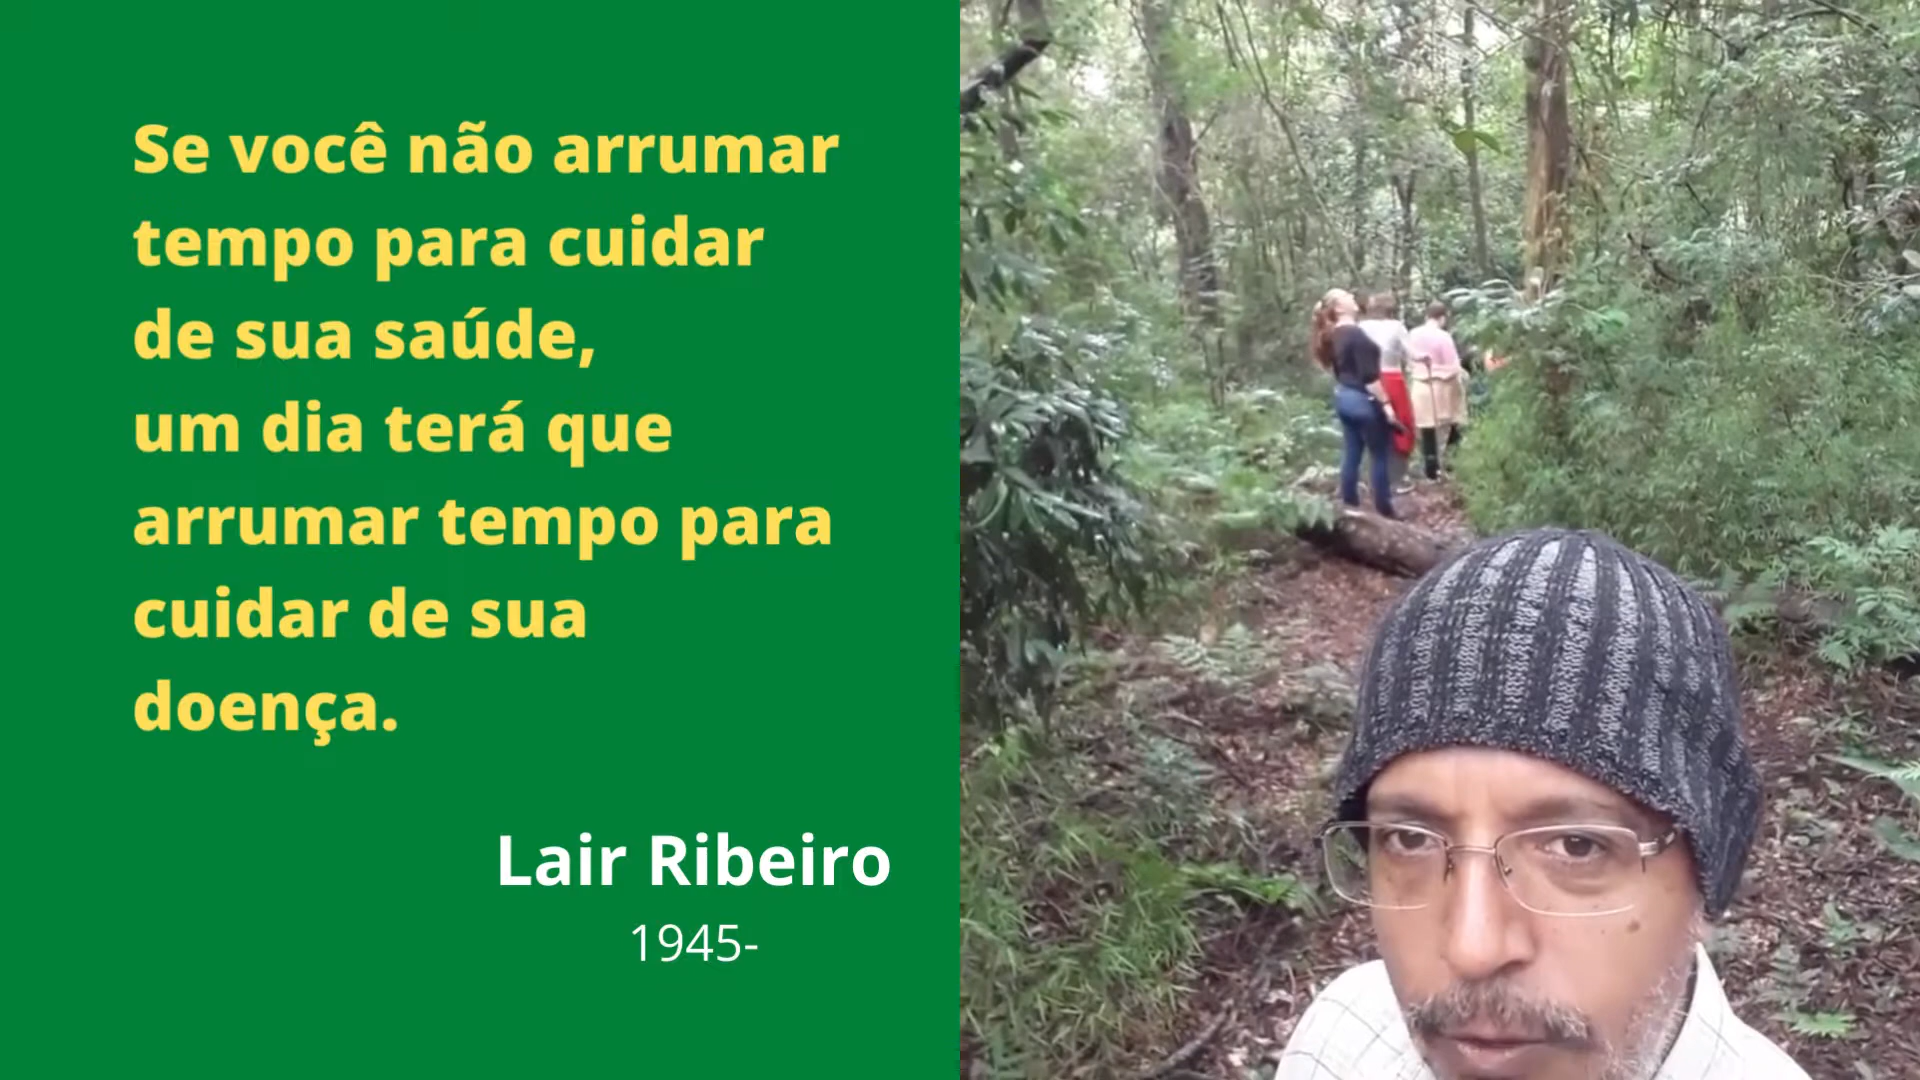 Se você não arrumar
tempo para cuidar
de sua saúde,
um dia terá que
arrumar tempo para
cuidar de sua
doença.
Lair Ribeiro
1945-